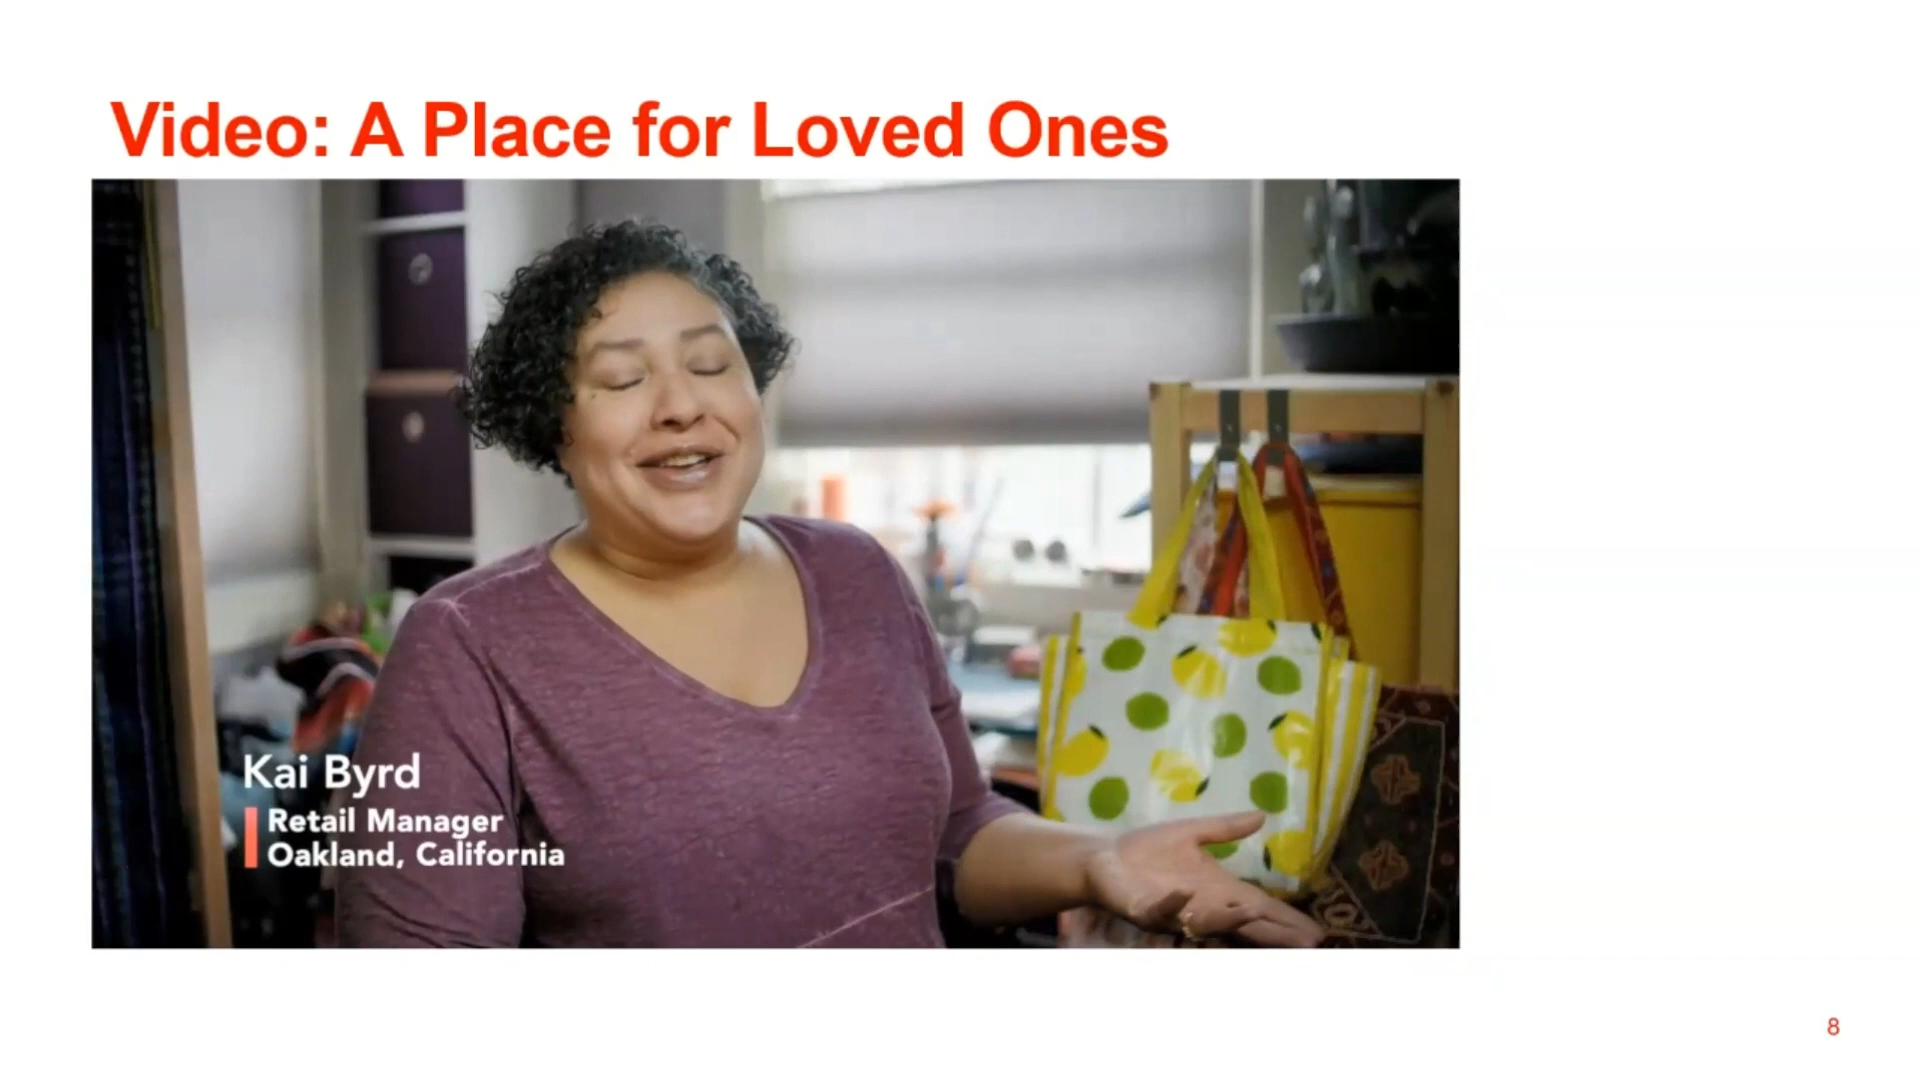 Video: A Place for Loved Ones
Kai Byrd
Retail Manager
Oakland, California
8